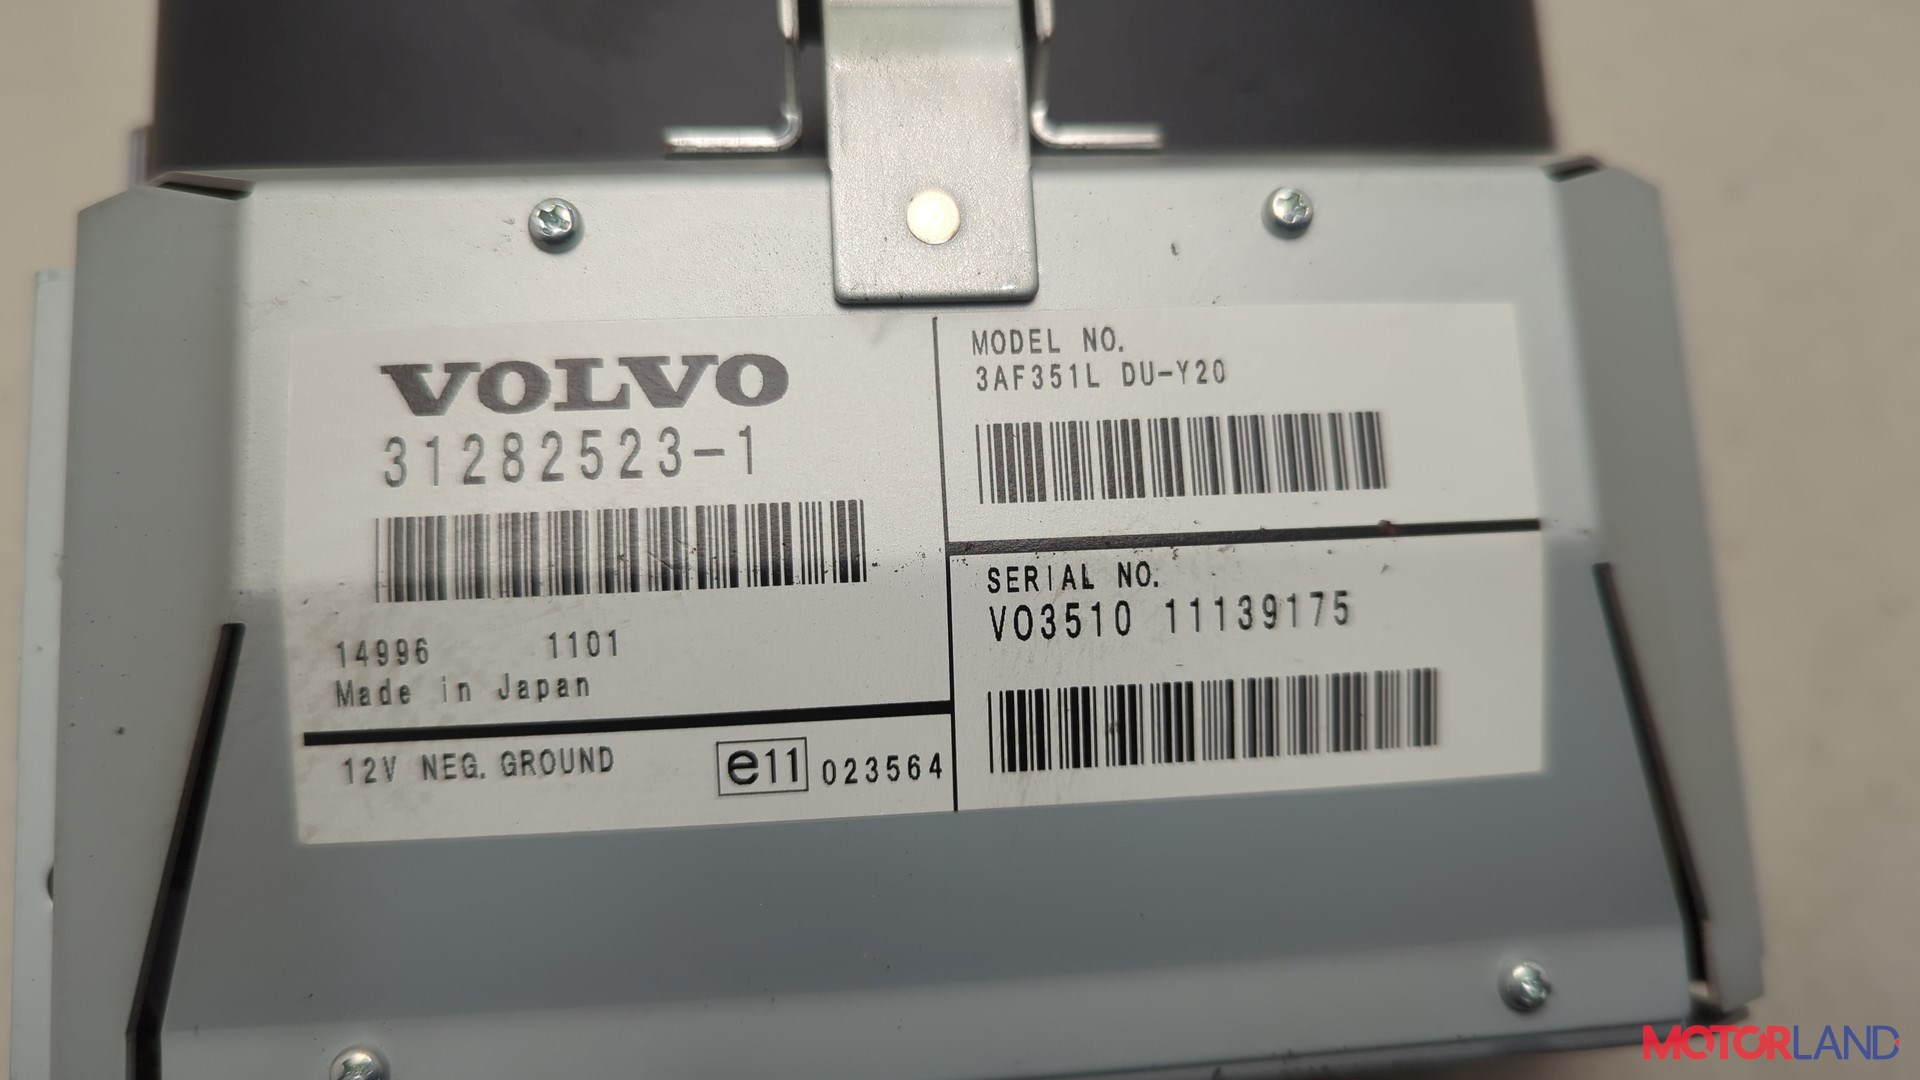 VOLVO
31282523-1
14996 1101
Made in Japan
12V NEG. GROUND
e11 023564
MODEL NO.
3AF351L DU-Y20
SERIAL NO.
VO3510 11139175
MOTORLAND